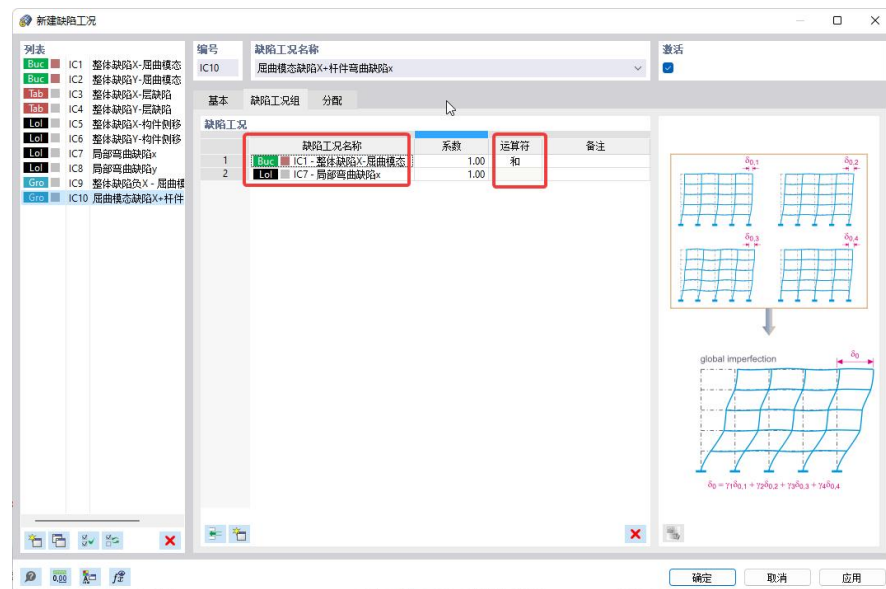 新建缺陷工况
列表
Buc IC1 整体缺陷X-屈曲模态
Buc IC2 整体缺陷Y-屈曲模态
Tab IC3 整体缺陷X-层缺陷
Tab IC4 整体缺陷Y-层缺陷
Lol IC5 整体缺陷X-构件侧移
Lol IC6 整体缺陷Y-构件侧移
Lol IC7 局部弯曲缺陷x
Lol IC8 局部弯曲缺陷y
Gro IC9 整体缺陷负X - 屈曲模
Gro IC10 屈曲模态缺陷X+杆件
编号
IC10
缺陷工况名称
屈曲模态缺陷X+杆件弯曲缺陷x
激活
基本 缺陷工况组 分配
缺陷工况
缺陷工况名称 系数 运算符 备注
1 Buc IC1 - 整体缺陷X-屈曲模态 1.00 和
2 Lol IC7 - 局部弯曲缺陷x 1.00
δ0,1 δ0,2
δ0,3 δ0,4
global imperfection δ0
δ0 = γ1δ0,1 + γ2δ0,2 + γ3δ0,3 + γ4δ0,4
0,00
确定 取消 应用